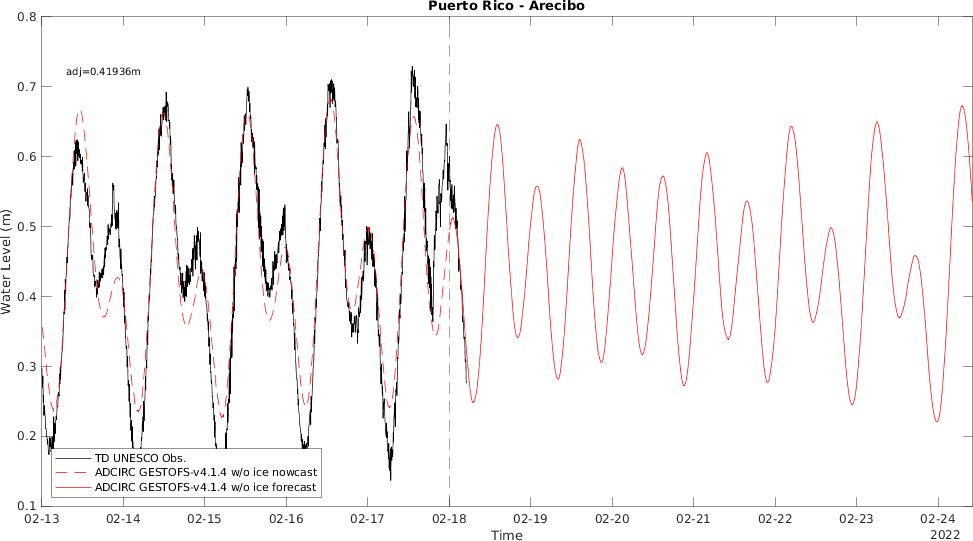 Puerto Rico - Arecibo
0.8
0.7
0.6
0.5
0.4
0.3
0.2
0.1
Water Level (m)
adj=0.41936m
TD UNESCO Obs.
ADCIRC GESTOFS-v4.1.4 w/o ice nowcast
ADCIRC GESTOFS-v4.1.4 w/o ice forecast
02-13 02-14 02-15 02-16 02-17 02-18 02-19 02-20 02-21 02-22 02-23 02-24
2022
Time